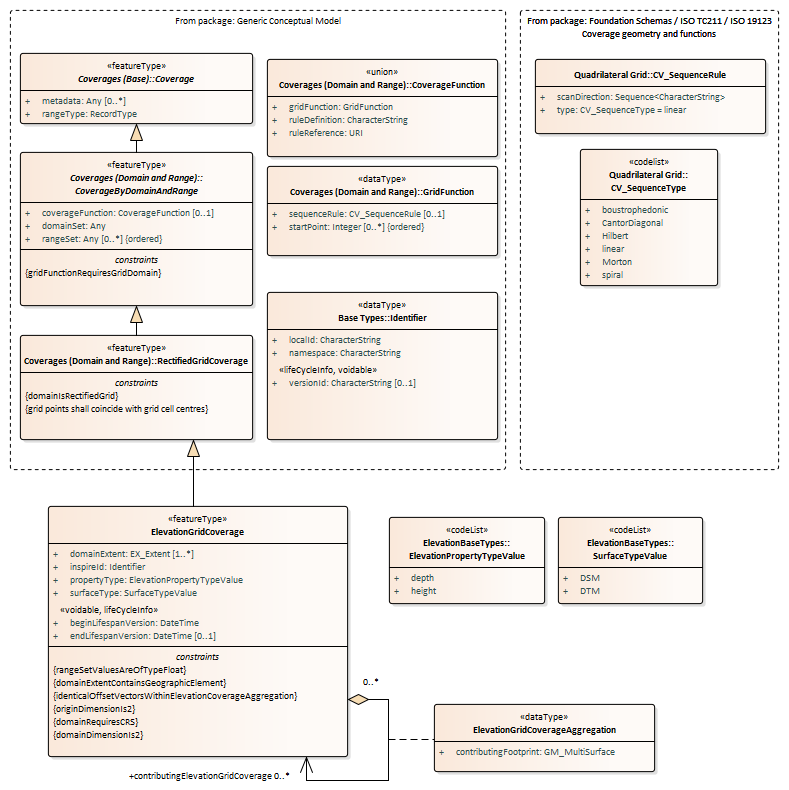 From package: Generic Conceptual Model
«featureType»
Coverages (Base)::Coverage
+ metadata: Any [0..*]
+ rangeType: RecordType
«featureType»
Coverages (Domain and Range)::
CoverageByDomainAndRange
+ coverageFunction: CoverageFunction [0..1]
+ domainSet: Any
+ rangeSet: Any [0..*] {ordered}
constraints
{gridFunctionRequiresGridDomain}
«featureType»
Coverages (Domain and Range)::RectifiedGridCoverage
constraints
{domainIsRectifiedGrid}
{grid points shall coincide with grid cell centres}
«union»
Coverages (Domain and Range)::CoverageFunction
+ gridFunction: GridFunction
+ ruleDefinition: CharacterString
+ ruleReference: URI
«dataType»
Coverages (Domain and Range)::GridFunction
+ sequenceRule: CV_SequenceRule [0..1]
+ startPoint: Integer [0..*] {ordered}
«dataType»
Base Types::Identifier
+ localId: CharacterString
+ namespace: CharacterString
«lifeCycleInfo, voidable»
+ versionId: CharacterString [0..1]
From package: Foundation Schemas / ISO TC211 / ISO 19123
Coverage geometry and functions
Quadrilateral Grid::CV_SequenceRule
+ scanDirection: Sequence<CharacterString>
+ type: CV_SequenceType = linear
«codelist»
Quadrilateral Grid::
CV_SequenceType
+ boustrophedonic
+ CantorDiagonal
+ Hilbert
+ linear
+ Morton
+ spiral
«featureType»
ElevationGridCoverage
+ domainExtent: EX_Extent [1..*]
+ inspireId: Identifier
+ propertyType: ElevationPropertyTypeValue
+ surfaceType: SurfaceTypeValue
«voidable, lifeCycleInfo»
+ beginLifespanVersion: DateTime
+ endLifespanVersion: DateTime [0..1]
constraints
{rangeSetValuesAreOfTypeFloat}
{domainExtentContainsGeographicElement}
{identicalOffsetVectorsWithinElevationCoverageAggregation}
{originDimensionIs2}
{domainRequiresCRS}
{domainDimensionIs2}
«codeList»
ElevationBaseTypes::
ElevationPropertyTypeValue
+ depth
+ height
«codeList»
ElevationBaseTypes::
SurfaceTypeValue
+ DSM
+ DTM
0..*
«dataType»
ElevationGridCoverageAggregation
+ contributingFootprint: GM_MultiSurface
+contributingElevationGridCoverage 0..*